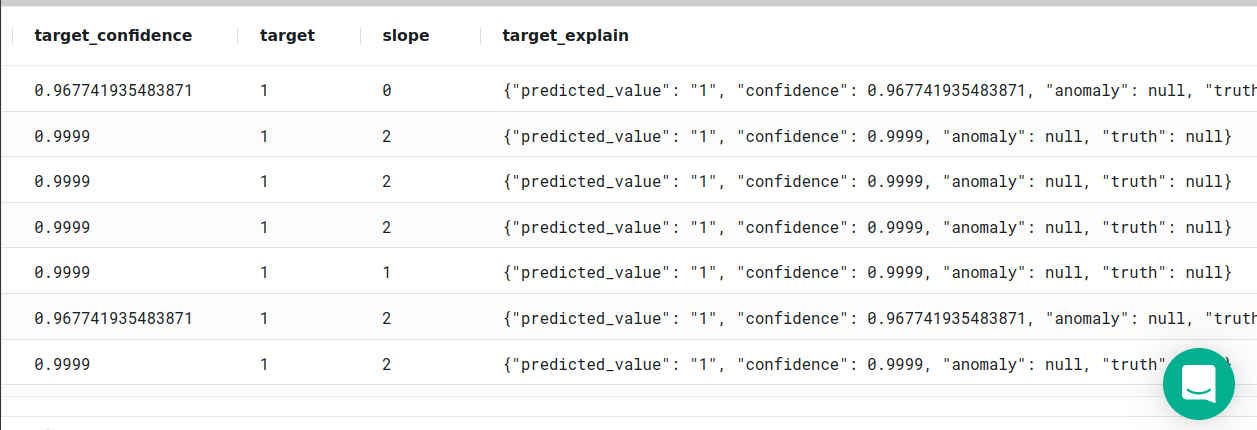 target_confidence target slope target_explain
0.967741935483871 1 0 {"predicted_value": "1", "confidence": 0.967741935483871, "anomaly": null, "truth
0.9999 1 2 {"predicted_value": "1", "confidence": 0.9999, "anomaly": null, "truth": null}
0.9999 1 2 {"predicted_value": "1", "confidence": 0.9999, "anomaly": null, "truth": null}
0.9999 1 2 {"predicted_value": "1", "confidence": 0.9999, "anomaly": null, "truth": null}
0.9999 1 1 {"predicted_value": "1", "confidence": 0.9999, "anomaly": null, "truth": null}
0.967741935483871 1 2 {"predicted_value": "1", "confidence": 0.967741935483871, "anomaly": null, "truth
0.9999 1 2 {"predicted_value": "1", "confidence": 0.9999, "anomaly": null, "truth" }